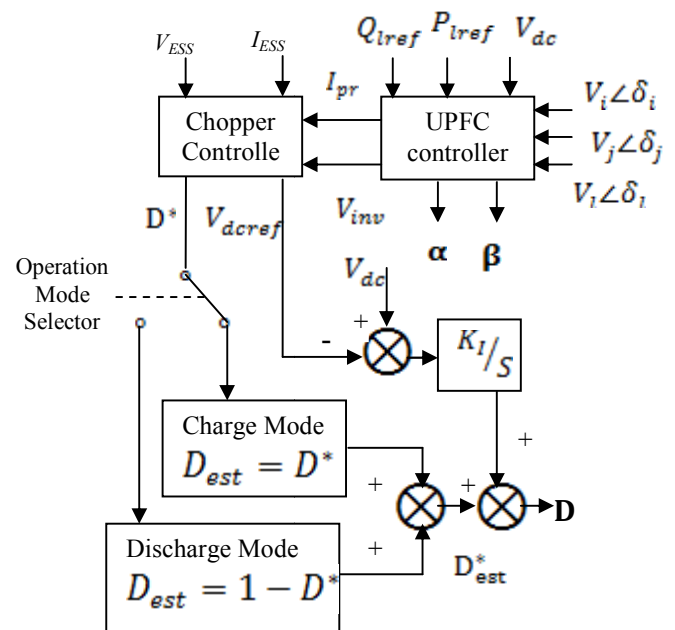 V_ESS I_ESS Q_lref P_lref V_dc
I_pr
Chopper
Controlle
UPFC
controller
V_i∠δ_i
V_j∠δ_j
V_l∠δ_l
D*
V_dcref
V_inv
α β
Operation
Mode
Selector
V_dc
+
-
K_I/S
Charge Mode
D_est = D*
+
+ +
D
Discharge Mode
D_est = 1 − D*
+
D*_est